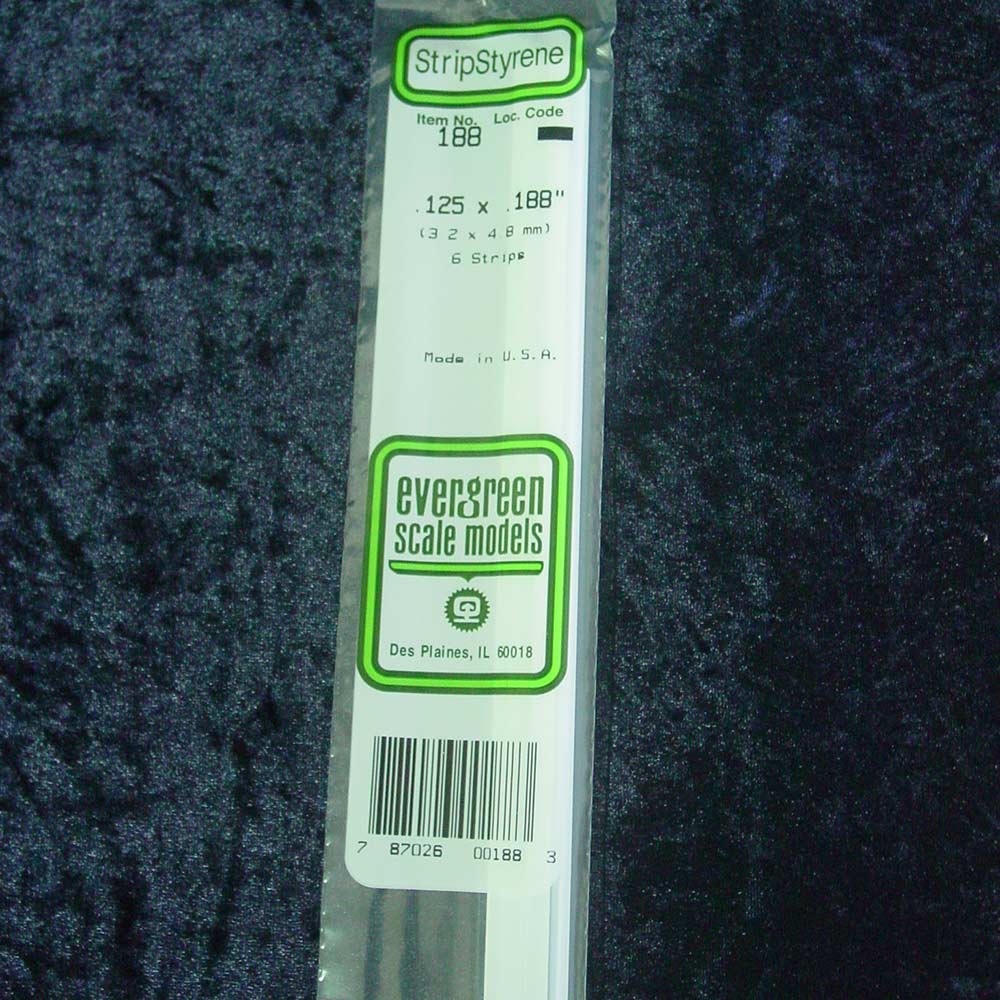 StripStyrene
Item No. Loc. Code
188
.125 x .188"
(3.2 x 4.8 mm)
6 Strips
Made in U.S.A.
evergreen
scale models
Des Plaines, IL 60018
7 87026 00188 3